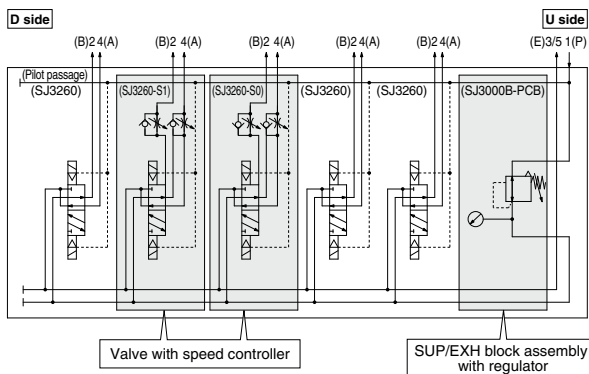 D side
U side
(B)2 4(A)
(B)2 4(A)
(B)2 4(A)
(B)2 4(A)
(B)2 4(A)
(E)3/5 1(P)
(Pilot passage)
(SJ3260)
(SJ3260-S1)
(SJ3260-S0)
(SJ3260)
(SJ3260)
(SJ3000B-PCB)
Valve with speed controller
SUP/EXH block assembly
with regulator